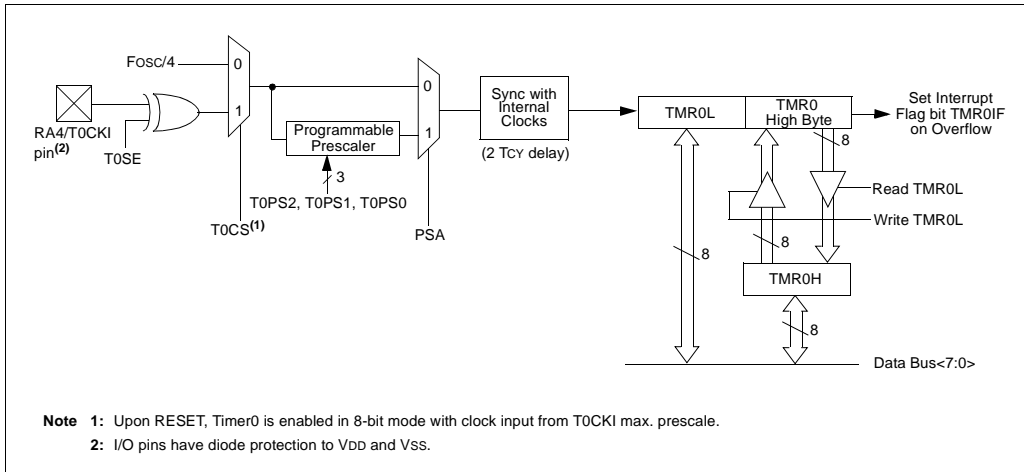 FOSC/4
0
1
RA4/T0CKI
pin(2)
T0SE
T0CS(1)
Programmable
Prescaler
3
T0PS2, T0PS1, T0PS0
0
1
PSA
Sync with
Internal
Clocks
(2 TCY delay)
TMR0L
TMR0
High Byte
Set Interrupt
Flag bit TMR0IF
on Overflow
8
Read TMR0L
Write TMR0L
8
8
TMR0H
8
Data Bus<7:0>
Note 1: Upon RESET, Timer0 is enabled in 8-bit mode with clock input from T0CKI max. prescale.
2: I/O pins have diode protection to VDD and VSS.